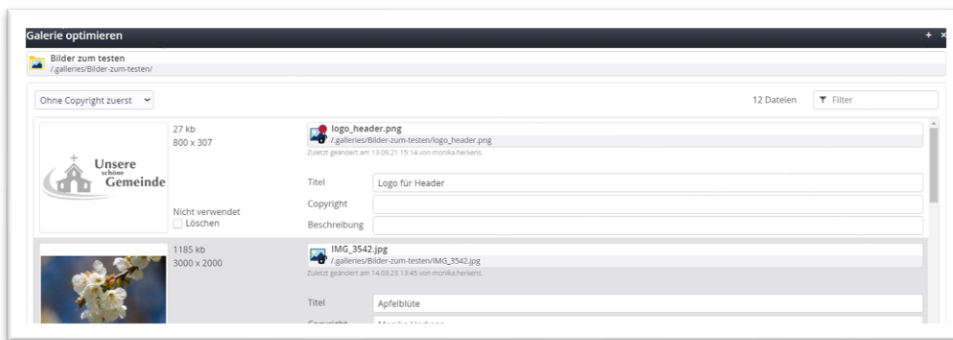 Galerie optimieren
Bilder zum testen
/.galleries/Bilder-zum-testen/
Ohne Copyright zuerst
12 Dateien
Filter
27 kb
800 x 307
logo_header.png
/.galleries/Bilder-zum-testen/logo_header.png
Zuletzt geändert am 13.09.21 15:14 von monika.herkens.
Unsere
schöne
Gemeinde
Titel
Logo für Header
Copyright
Nicht verwendet
Löschen
Beschreibung
1185 kb
3000 x 2000
IMG_3542.jpg
/.galleries/Bilder-zum-testen/IMG_3542.jpg
Zuletzt geändert am 14.03.23 13:45 von monika.herkens.
Titel
Apfelblüte
Copyright